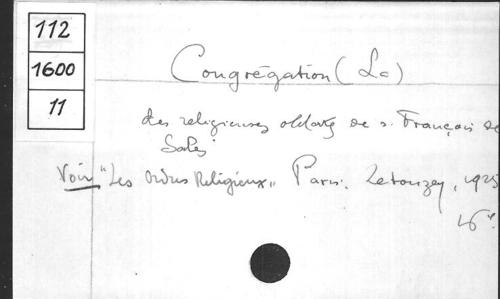 112
1600
11
Congrégation (La)
des religieuses oblates de s. François de
Sales
Voir "Les Ordres Religieux". Paris. Letouzey, 1925